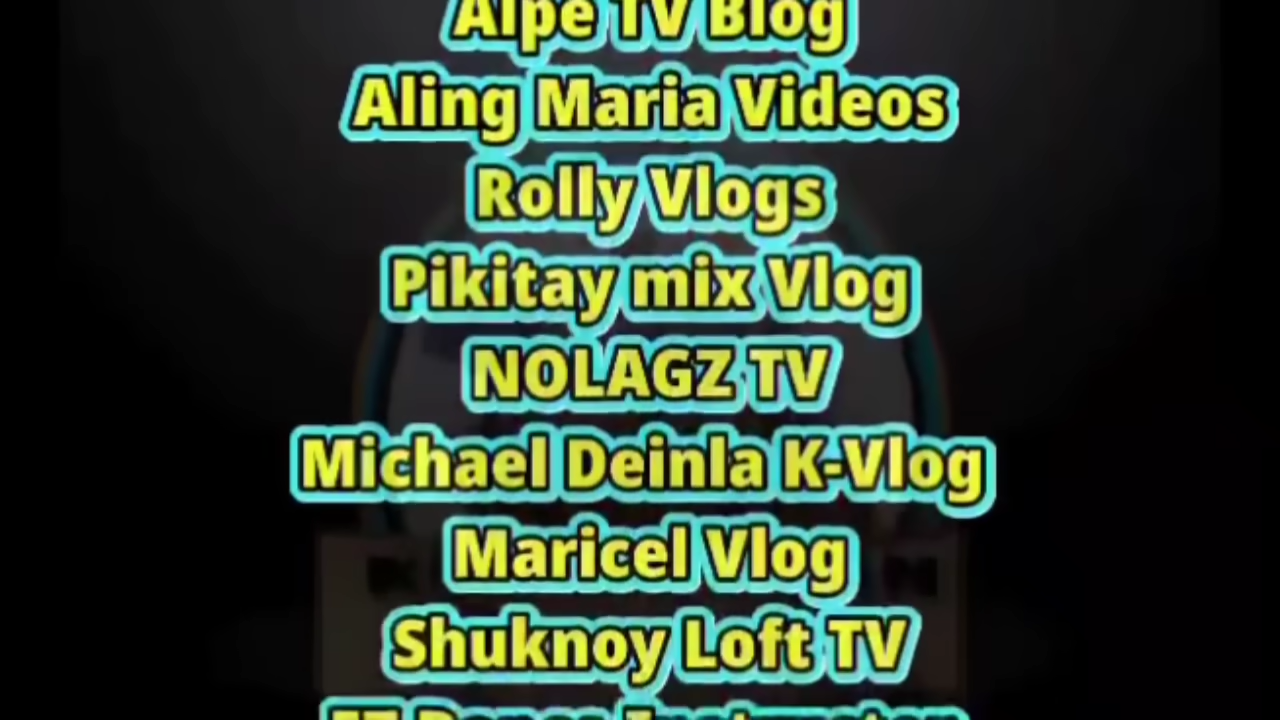 Alpe TV Blog
Aling Maria Videos
Rolly Vlogs
Pikitay mix Vlog
NOLAGZ TV
Michael Deinla K-Vlog
Maricel Vlog
Shuknoy Loft TV